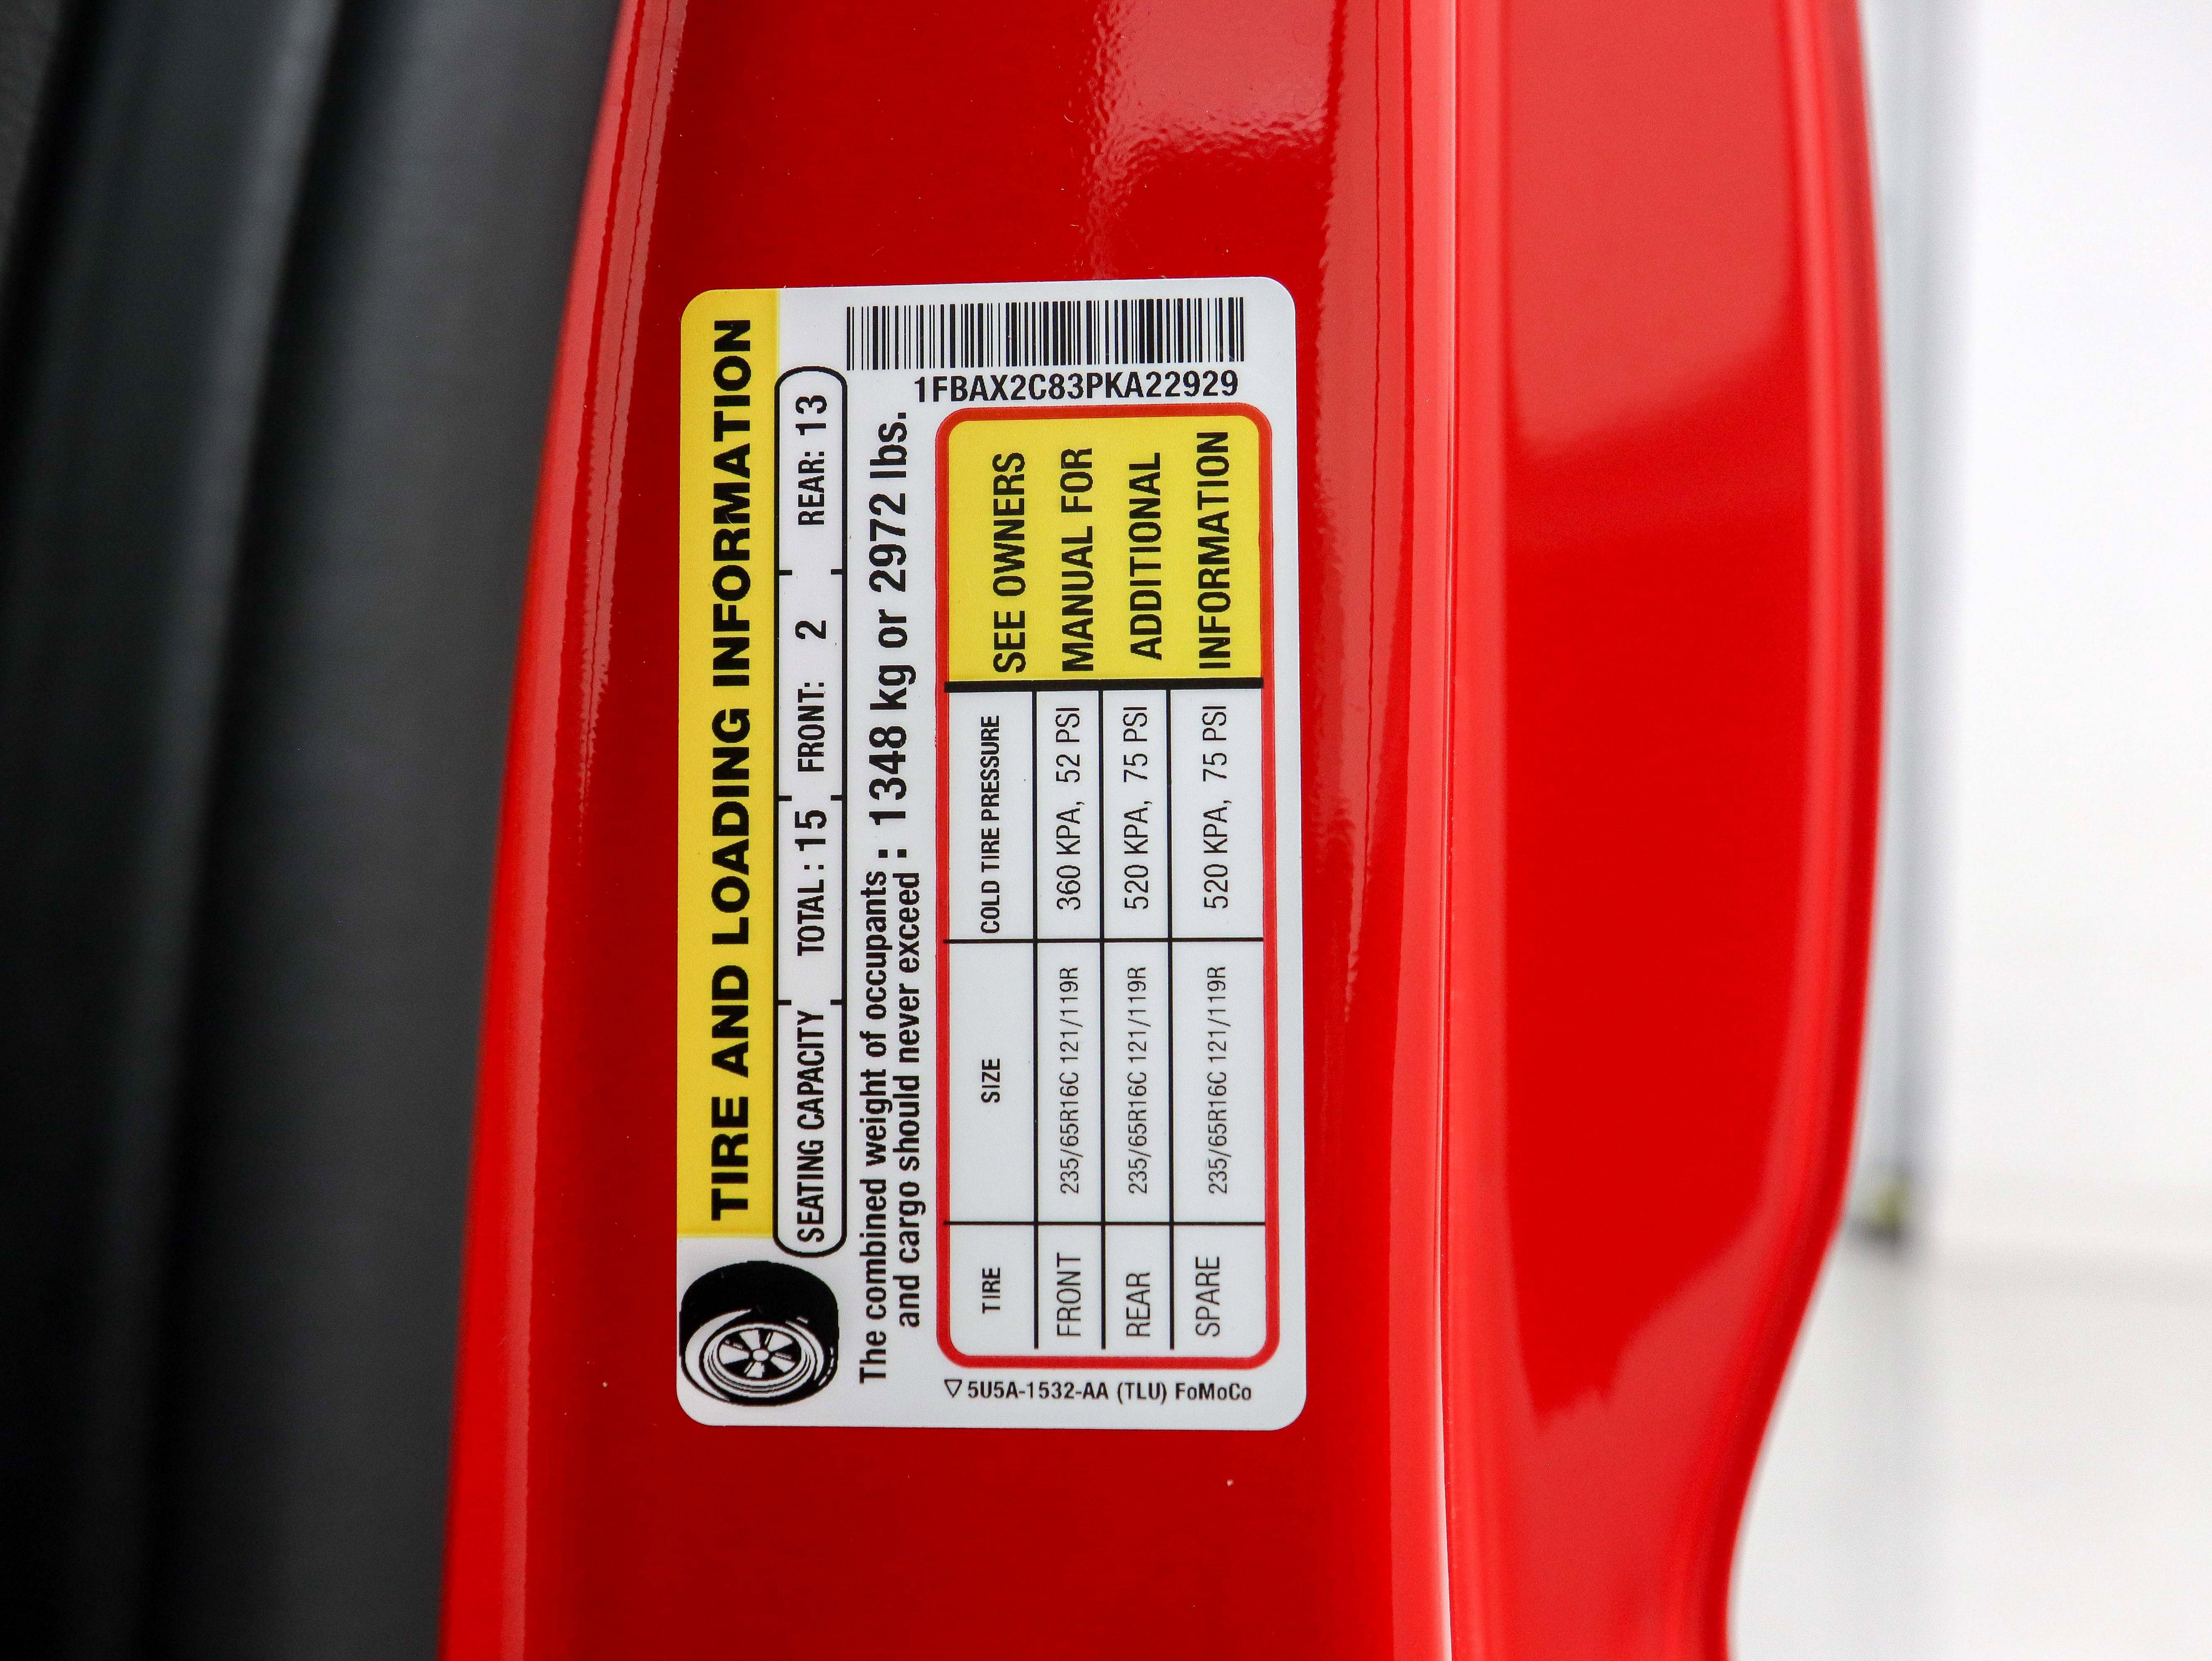 TIRE AND LOADING INFORMATION
SEATING CAPACITY TOTAL : 15 FRONT: 2 REAR: 13
The combined weight of occupants
and cargo should never exceed : 1348 kg or 2972 lbs.
1FBAX2C83PKA22929
TIRE SIZE COLD TIRE PRESSURE
FRONT 235/65R16C 121/119R 360 KPA, 52 PSI
REAR 235/65R16C 121/119R 520 KPA, 75 PSI
SPARE 235/65R16C 121/119R 520 KPA, 75 PSI
SEE OWNERS
MANUAL FOR
ADDITIONAL
INFORMATION
5U5A-1532-AA (TLU) FoMoCo